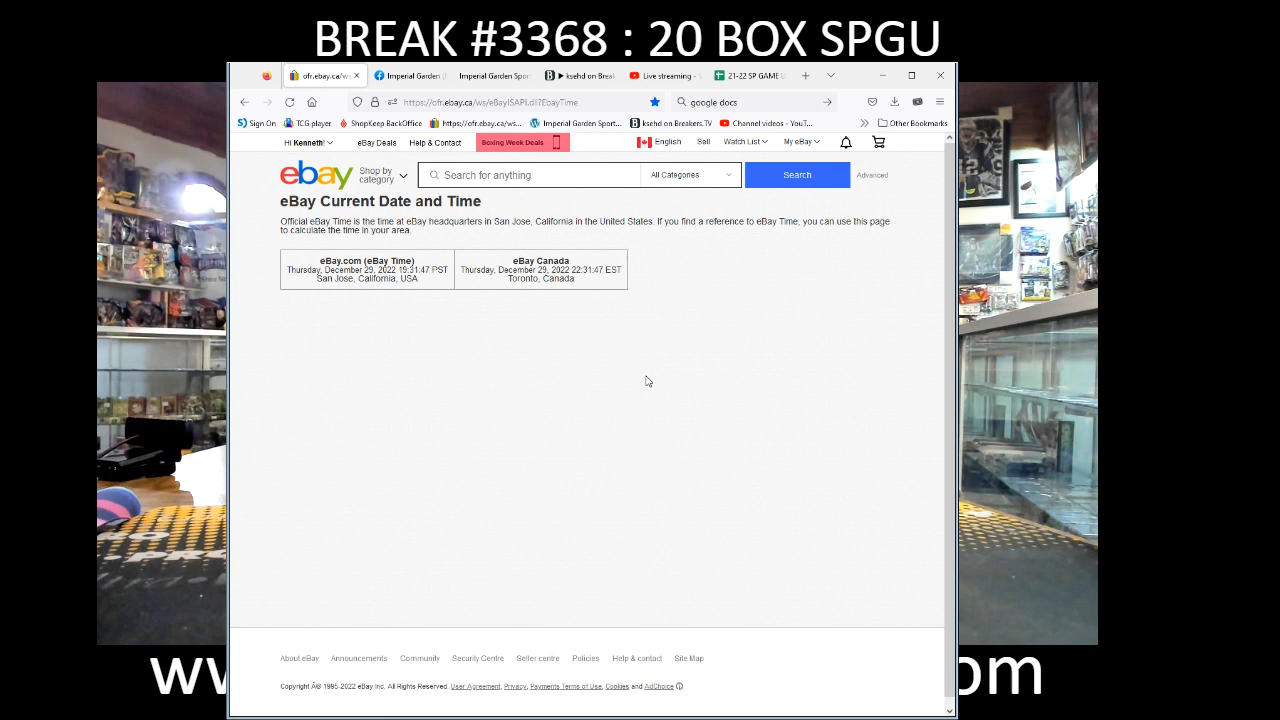 BREAK #3368 : 20 BOX SPGU
ofr.ebay.ca/ws
Imperial Garden (
Imperial Garden Spor
ksehd on Break
Live streaming -
21-22 SP GAME U
https://ofr.ebay.ca/ws/eBayISAPI.dll?EbayTime
google docs
Sign On
TCG player
ShopKeep BackOffice
https://ofr.ebay.ca/ws...
Imperial Garden Sport...
ksehd on Breakers.TV
Channel videos - YouT...
Other Bookmarks
Hi Kenneth!
eBay Deals
Help & Contact
Boxing Week Deals
English
Sell
Watch List
My eBay
ebay
Shop by
category
Search for anything
All Categories
Search
Advanced
eBay Current Date and Time
Official eBay Time is the time at eBay headquarters in San Jose, California in the United States. If you find a reference to eBay Time, you can use this page
to calculate the time in your area.
eBay.com (eBay Time)
Thursday, December 29, 2022 19:31:47 PST
San Jose, California, USA
eBay Canada
Thursday, December 29, 2022 22:31:47 EST
Toronto, Canada
About eBay
Announcements
Community
Security Centre
Seller centre
Policies
Help & contact
Site Map
Copyright Â© 1995-2022 eBay Inc. All Rights Reserved. User Agreement, Privacy, Payments Terms of Use, Cookies and AdChoice